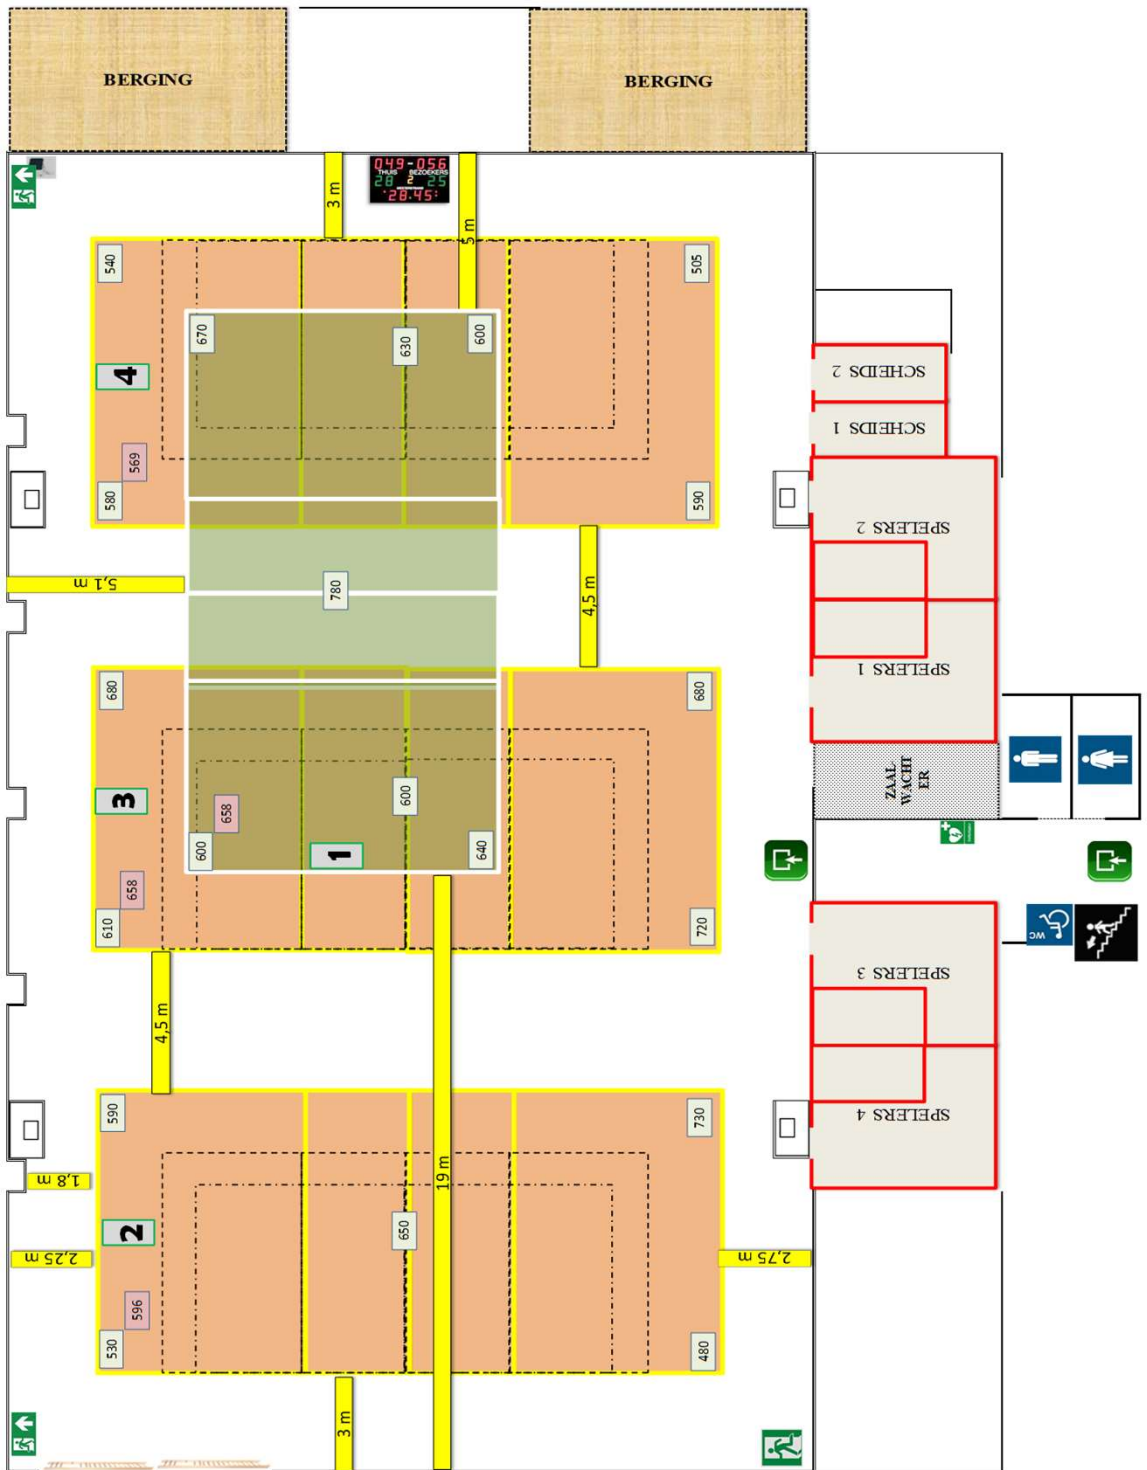 BERGING
BERGING
3 m
049-056
THUIS BEZOEKERS
28 2 25
28.45
5 m
540
505
670
630
600
4
569
580
590
SCHEIDS 2
SCHEIDS 1
SPELERS 2
SPELERS 1
5,1 m
780
4,5 m
680
680
3
658
600
600
1
640
658
610
720
ZAAL-
WACHT
ER
4,5 m
WC
SPELERS 3
SPELERS 4
590
730
1,8 m
19 m
2
650
2,25 m
2,75 m
596
530
480
3 m